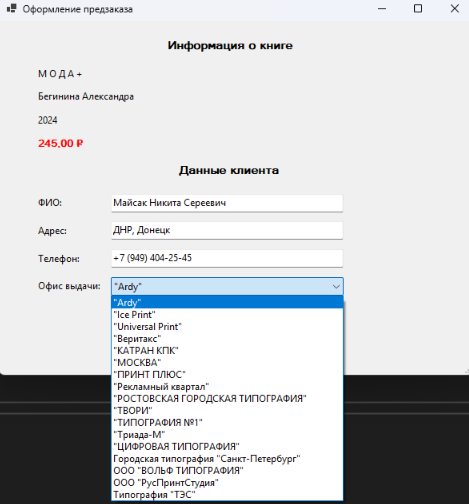 Оформление предзаказа
Информация о книге
М О Д А +
Бегинина Александра
2024
245,00 ₽
Данные клиента
ФИО: Майсак Никита Сереевич
Адрес: ДНР, Донецк
Телефон: +7 (949) 404-25-45
Офис выдачи: "Ardy"
"Ardy"
"Ice Print"
"Universal Print"
"Веритакс"
"КАТРАН КПК"
"МОСКВА"
"ПРИНТ ПЛЮС"
"Рекламный квартал"
"РОСТОВСКАЯ ГОРОДСКАЯ ТИПОГРАФИЯ"
"ТВОРИ"
"ТИПОГРАФИЯ №1"
"Триада-М"
"ЦИФРОВАЯ ТИПОГРАФИЯ"
Городская типография "Санкт-Петербург"
ООО "ВОЛЬФ ТИПОГРАФИЯ"
ООО "РусПринтСтудия"
Типография "ТЭС"